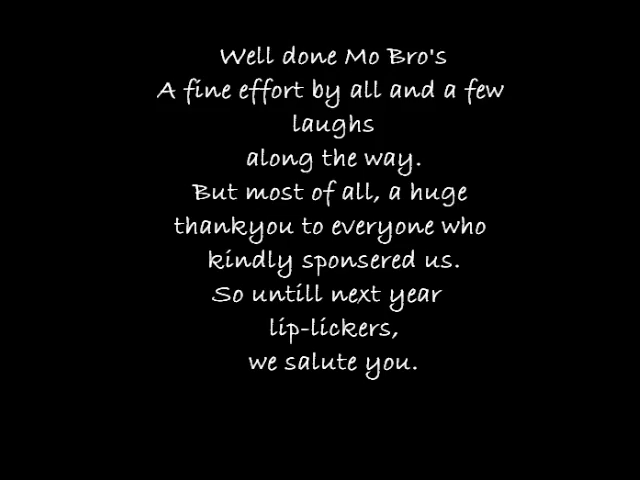 Well done Mo Bro's
A fine effort by all and a few
laughs
along the way.
But most of all, a huge
thankyou to everyone who
kindly sponsered us.
So untill next year
lip-lickers,
we salute you.